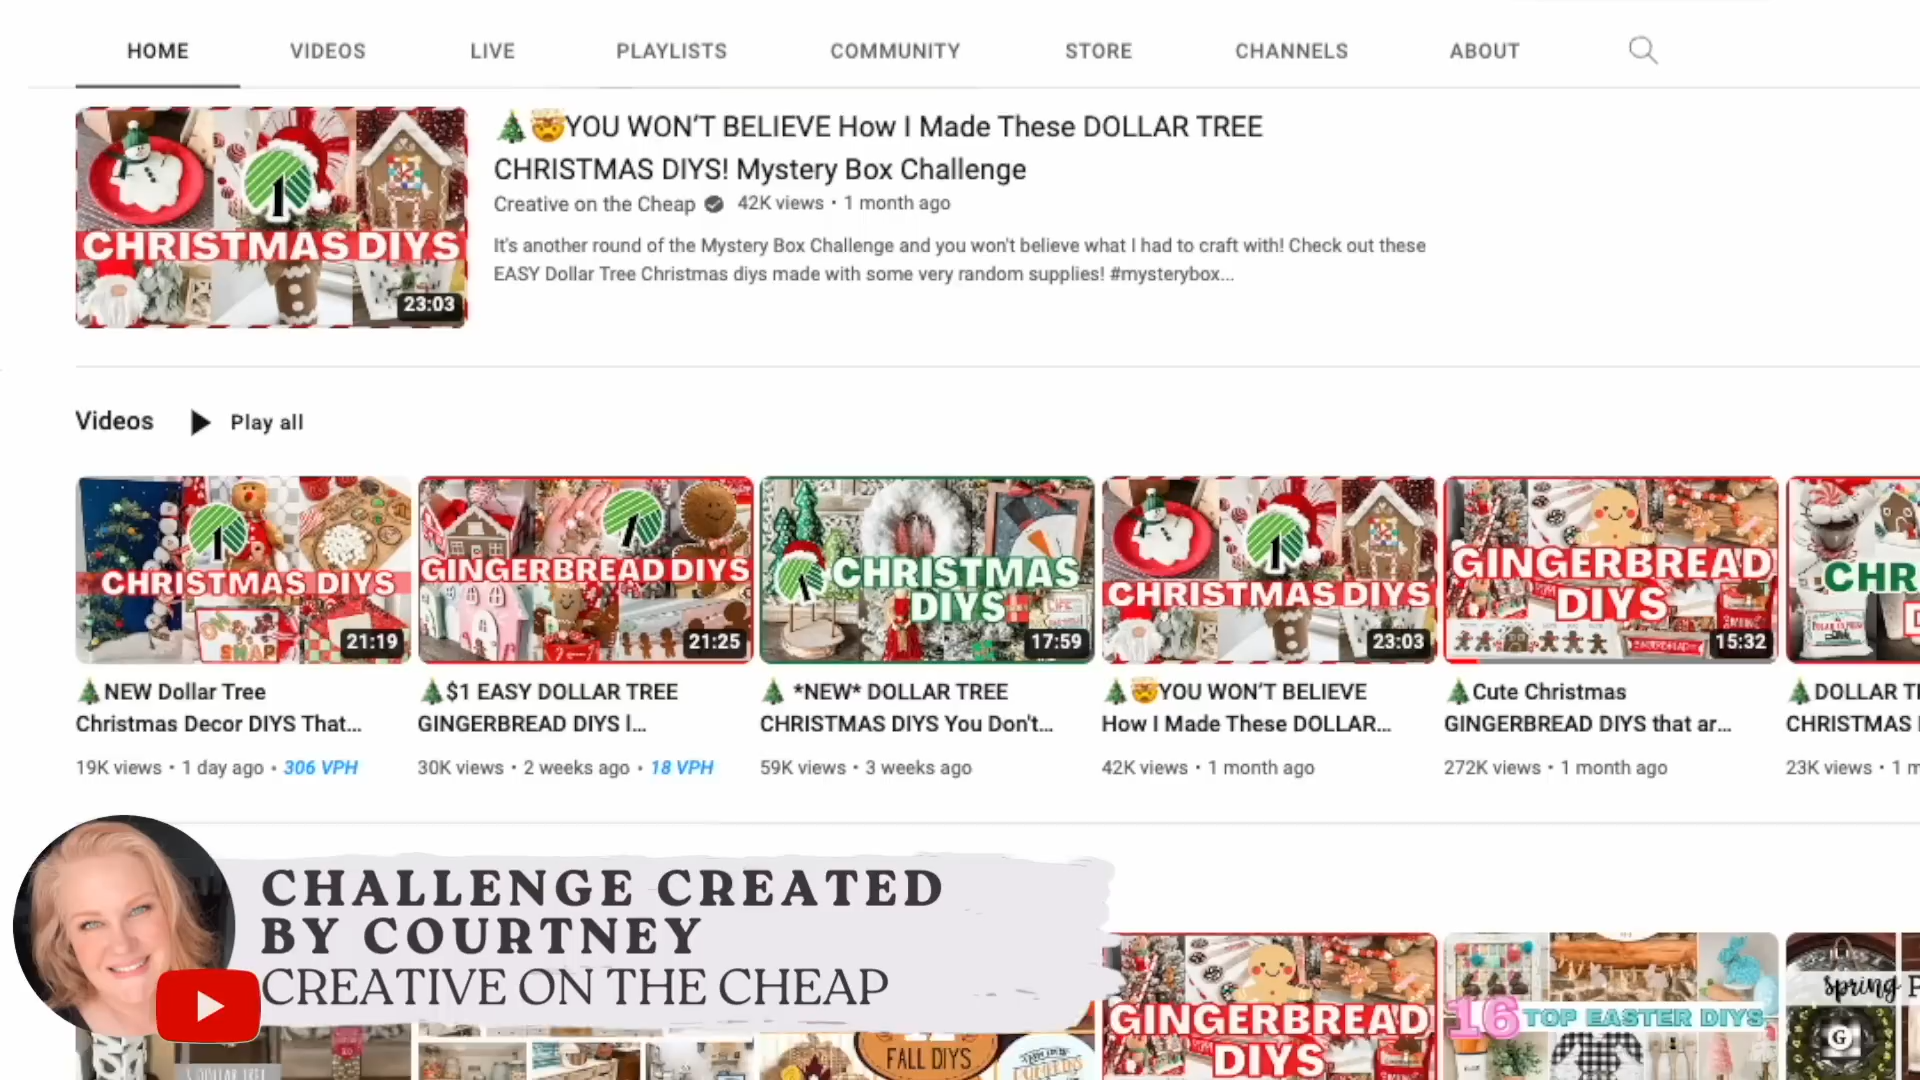 HOME VIDEOS LIVE PLAYLISTS COMMUNITY STORE CHANNELS ABOUT
CHRISTMAS DIYS
23:03
🎄🤯YOU WON'T BELIEVE How I Made These DOLLAR TREE
CHRISTMAS DIYS! Mystery Box Challenge
Creative on the Cheap 42K views • 1 month ago
It's another round of the Mystery Box Challenge and you won't believe what I had to craft with! Check out these
EASY Dollar Tree Christmas diys made with some very random supplies! #mysterybox...
Videos Play all
CHRISTMAS DIYS
21:19
GINGERBREAD DIYS
21:25
CHRISTMAS
DIYS
17:59
CHRISTMAS DIYS
23:03
GINGERBREAD
DIYS
15:32
CHR
🎄NEW Dollar Tree
Christmas Decor DIYS That...
19K views • 1 day ago • 306 VPH
🎄$1 EASY DOLLAR TREE
GINGERBREAD DIYS |...
30K views • 2 weeks ago • 18 VPH
🎄 *NEW* DOLLAR TREE
CHRISTMAS DIYS You Don't...
59K views • 3 weeks ago
🎄🤯YOU WON'T BELIEVE
How I Made These DOLLAR...
42K views • 1 month ago
🎄Cute Christmas
GINGERBREAD DIYS that ar...
272K views • 1 month ago
🎄DOLLAR T
CHRISTMAS
23K views • 1 m
CHALLENGE CREATED
BY COURTNEY
CREATIVE ON THE CHEAP
FALL DIYS
GINGERBREAD
DIYS
16 TOP EASTER DIYS
spring
G